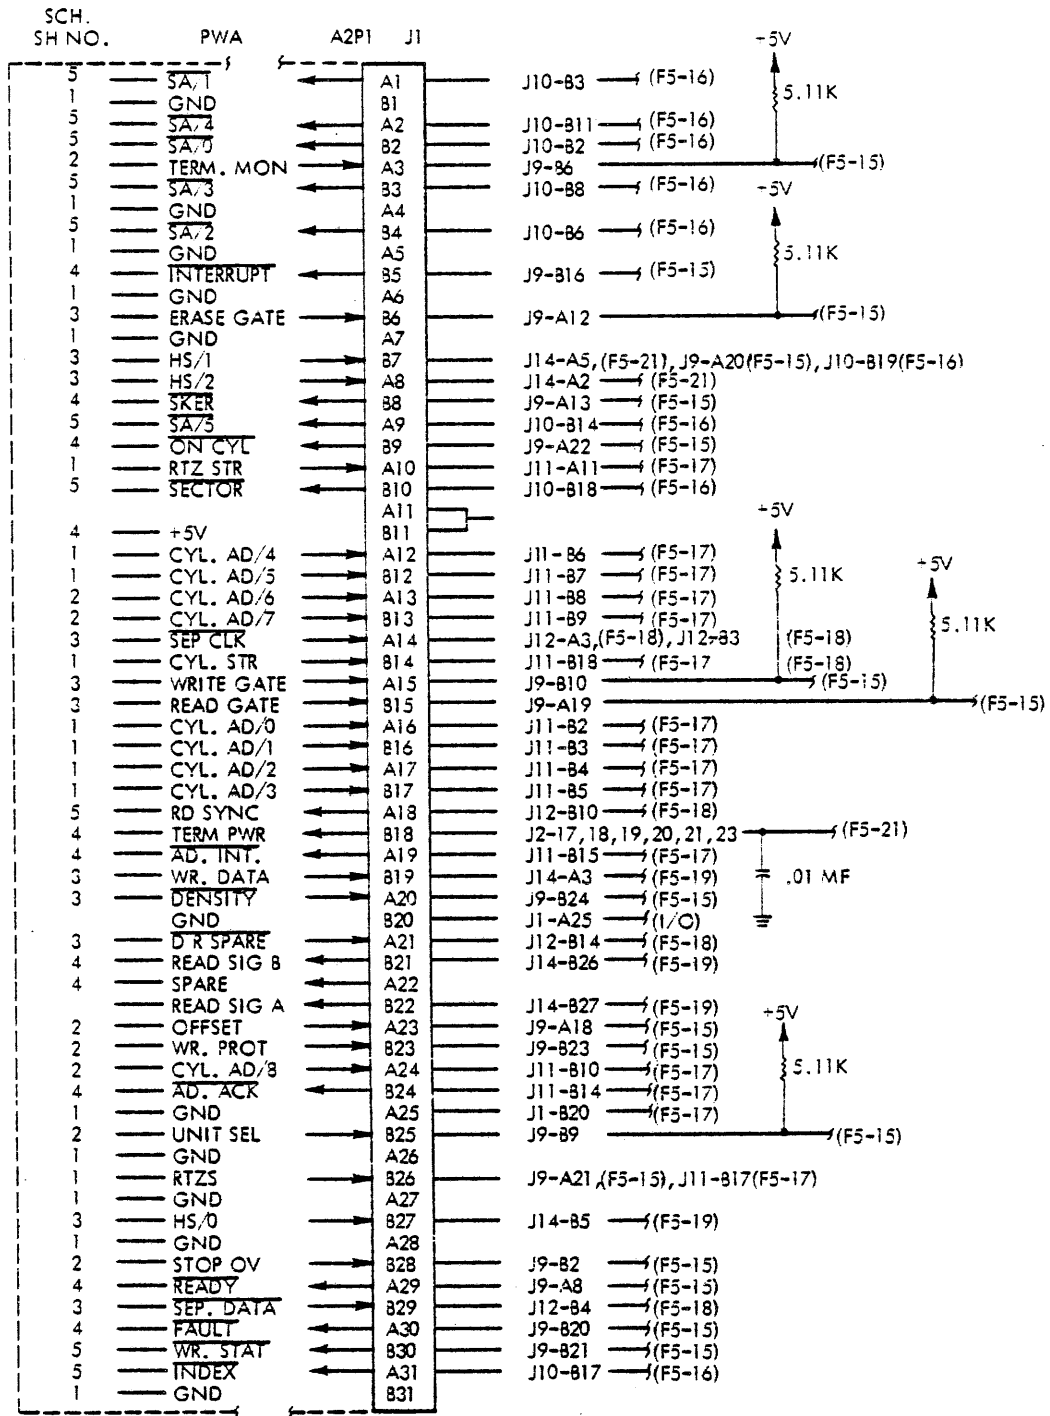 SCH.
SH NO. PWA A2P1 J1
+5V
5 SA/1 A1 J10-B3 (F5-16)
5.11K
1 GND B1
5 SA/4 A2 J10-B11 (F5-16)
5 SA/0 B2 J10-B2 (F5-16)
2 TERM. MON A3 J9-B6 (F5-15)
5 SA/3 B3 J10-B8 (F5-16) +5V
1 GND A4
5 SA/2 B4 J10-B6 (F5-16)
1 GND A5 5.11K
4 INTERRUPT B5 J9-B16 (F5-15)
1 GND A6
3 ERASE GATE B6 J9-A12 (F5-15)
1 GND A7
3 HS/1 B7 J14-A5,(F5-21), J9-A20(F5-15), J10-B19(F5-16)
3 HS/2 A8 J14-A2 (F5-21)
4 SKER B8 J9-A13 (F5-15)
5 SA/5 A9 J10-B14 (F5-16)
4 ON CYL B9 J9-A22 (F5-15)
1 RTZ STR A10 J11-A11 (F5-17)
5 SECTOR B10 J10-B18 (F5-16)
A11 +5V
4 +5V B11
1 CYL. AD/4 A12 J11-B6 (F5-17)
1 CYL. AD/5 B12 J11-B7 (F5-17) 5.11K +5V
2 CYL. AD/6 A13 J11-B8 (F5-17)
2 CYL. AD/7 B13 J11-B9 (F5-17) 5.11K
3 SEP CLK A14 J12-A3,(F5-18), J12-B3 (F5-18)
1 CYL. STR B14 J11-B18 (F5-17 (F5-18)
3 WRITE GATE A15 J9-B10 (F5-15)
3 READ GATE B15 J9-A19 (F5-15)
1 CYL. AD/0 A16 J11-B2 (F5-17)
1 CYL. AD/1 B16 J11-B3 (F5-17)
1 CYL. AD/2 A17 J11-B4 (F5-17)
1 CYL. AD/3 B17 J11-B5 (F5-17)
5 RD SYNC A18 J12-B10 (F5-18)
4 TERM PWR B18 J2-17,18,19,20,21,23 (F5-21)
4 AD. INT. A19 J11-B15 (F5-17)
3 WR. DATA B19 J14-A3 (F5-19) .01 MF
3 DENSITY A20 J9-B24 (F5-15)
GND B20 J1-A25 (I/O)
3 D R SPARE A21 J12-B14 (F5-18)
4 READ SIG B B21 J14-B26 (F5-19)
4 SPARE A22
READ SIG A B22 J14-B27 (F5-19) +5V
2 OFFSET A23 J9-A18 (F5-15)
2 WR. PROT B23 J9-B23 (F5-15)
2 CYL. AD/8 A24 J11-B10 (F5-17) 5.11K
4 AD. ACK B24 J11-B14 (F5-17)
1 GND A25 J1-B20 (F5-17)
2 UNIT SEL B25 J9-B9 (F5-15)
1 GND A26
1 RTZS B26 J9-A21,(F5-15), J11-B17(F5-17)
1 GND A27
3 HS/0 B27 J14-B5 (F5-19)
1 GND A28
2 STOP OV B28 J9-B2 (F5-15)
4 READY A29 J9-A8 (F5-15)
3 SEP. DATA B29 J12-B4 (F5-18)
4 FAULT A30 J9-B20 (F5-15)
5 WR. STAT B30 J9-B21 (F5-15)
5 INDEX A31 J10-B17 (F5-16)
1 GND B31